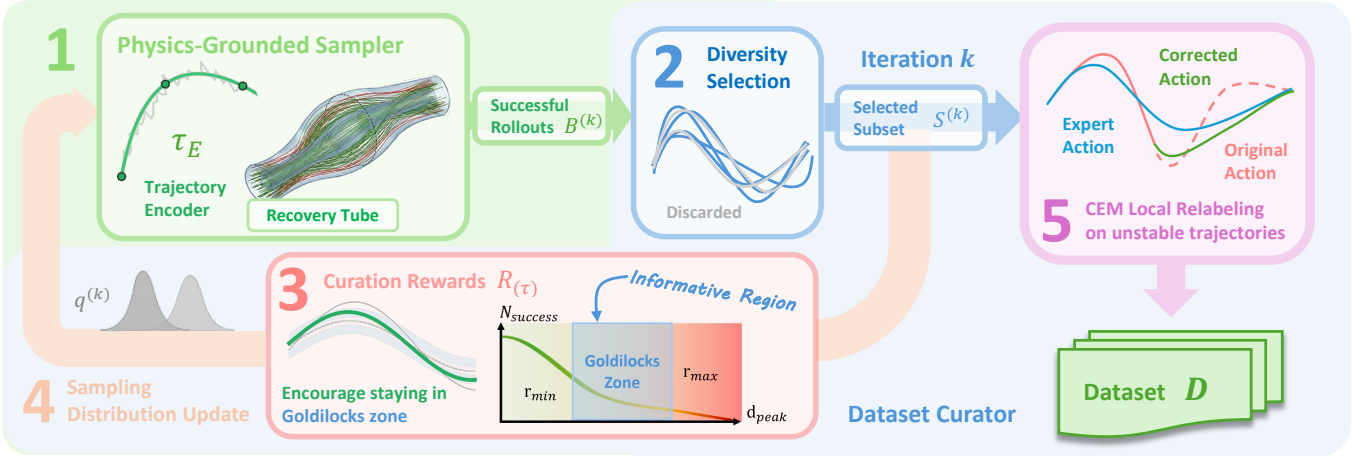 1
Physics-Grounded Sampler
τ_E
Trajectory
Encoder
Recovery Tube
Successful
Rollouts B^(k)
2
Diversity
Selection
Discarded
Iteration k
Selected
Subset S^(k)
Corrected
Action
Expert
Action
Original
Action
5
CEM Local Relabeling
on unstable trajectories
3
Curation Rewards R_(τ)
Informative Region
N_success
Goldilocks
Zone
r_min
r_max
d_peak
Encourage staying in
Goldilocks zone
q^(k)
4
Sampling
Distribution Update
Dataset Curator
Dataset D